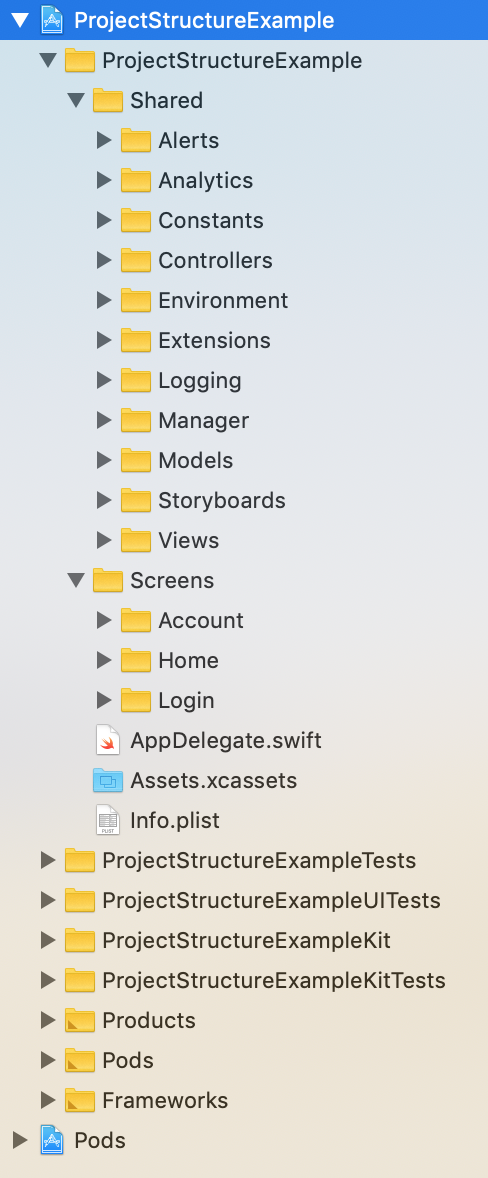 ProjectStructureExample
ProjectStructureExample
Shared
Alerts
Analytics
Constants
Controllers
Environment
Extensions
Logging
Manager
Models
Storyboards
Views
Screens
Account
Home
Login
AppDelegate.swift
Assets.xcassets
PLIST Info.plist
ProjectStructureExampleTests
ProjectStructureExampleUITests
ProjectStructureExampleKit
ProjectStructureExampleKitTests
Products
Pods
Frameworks
Pods